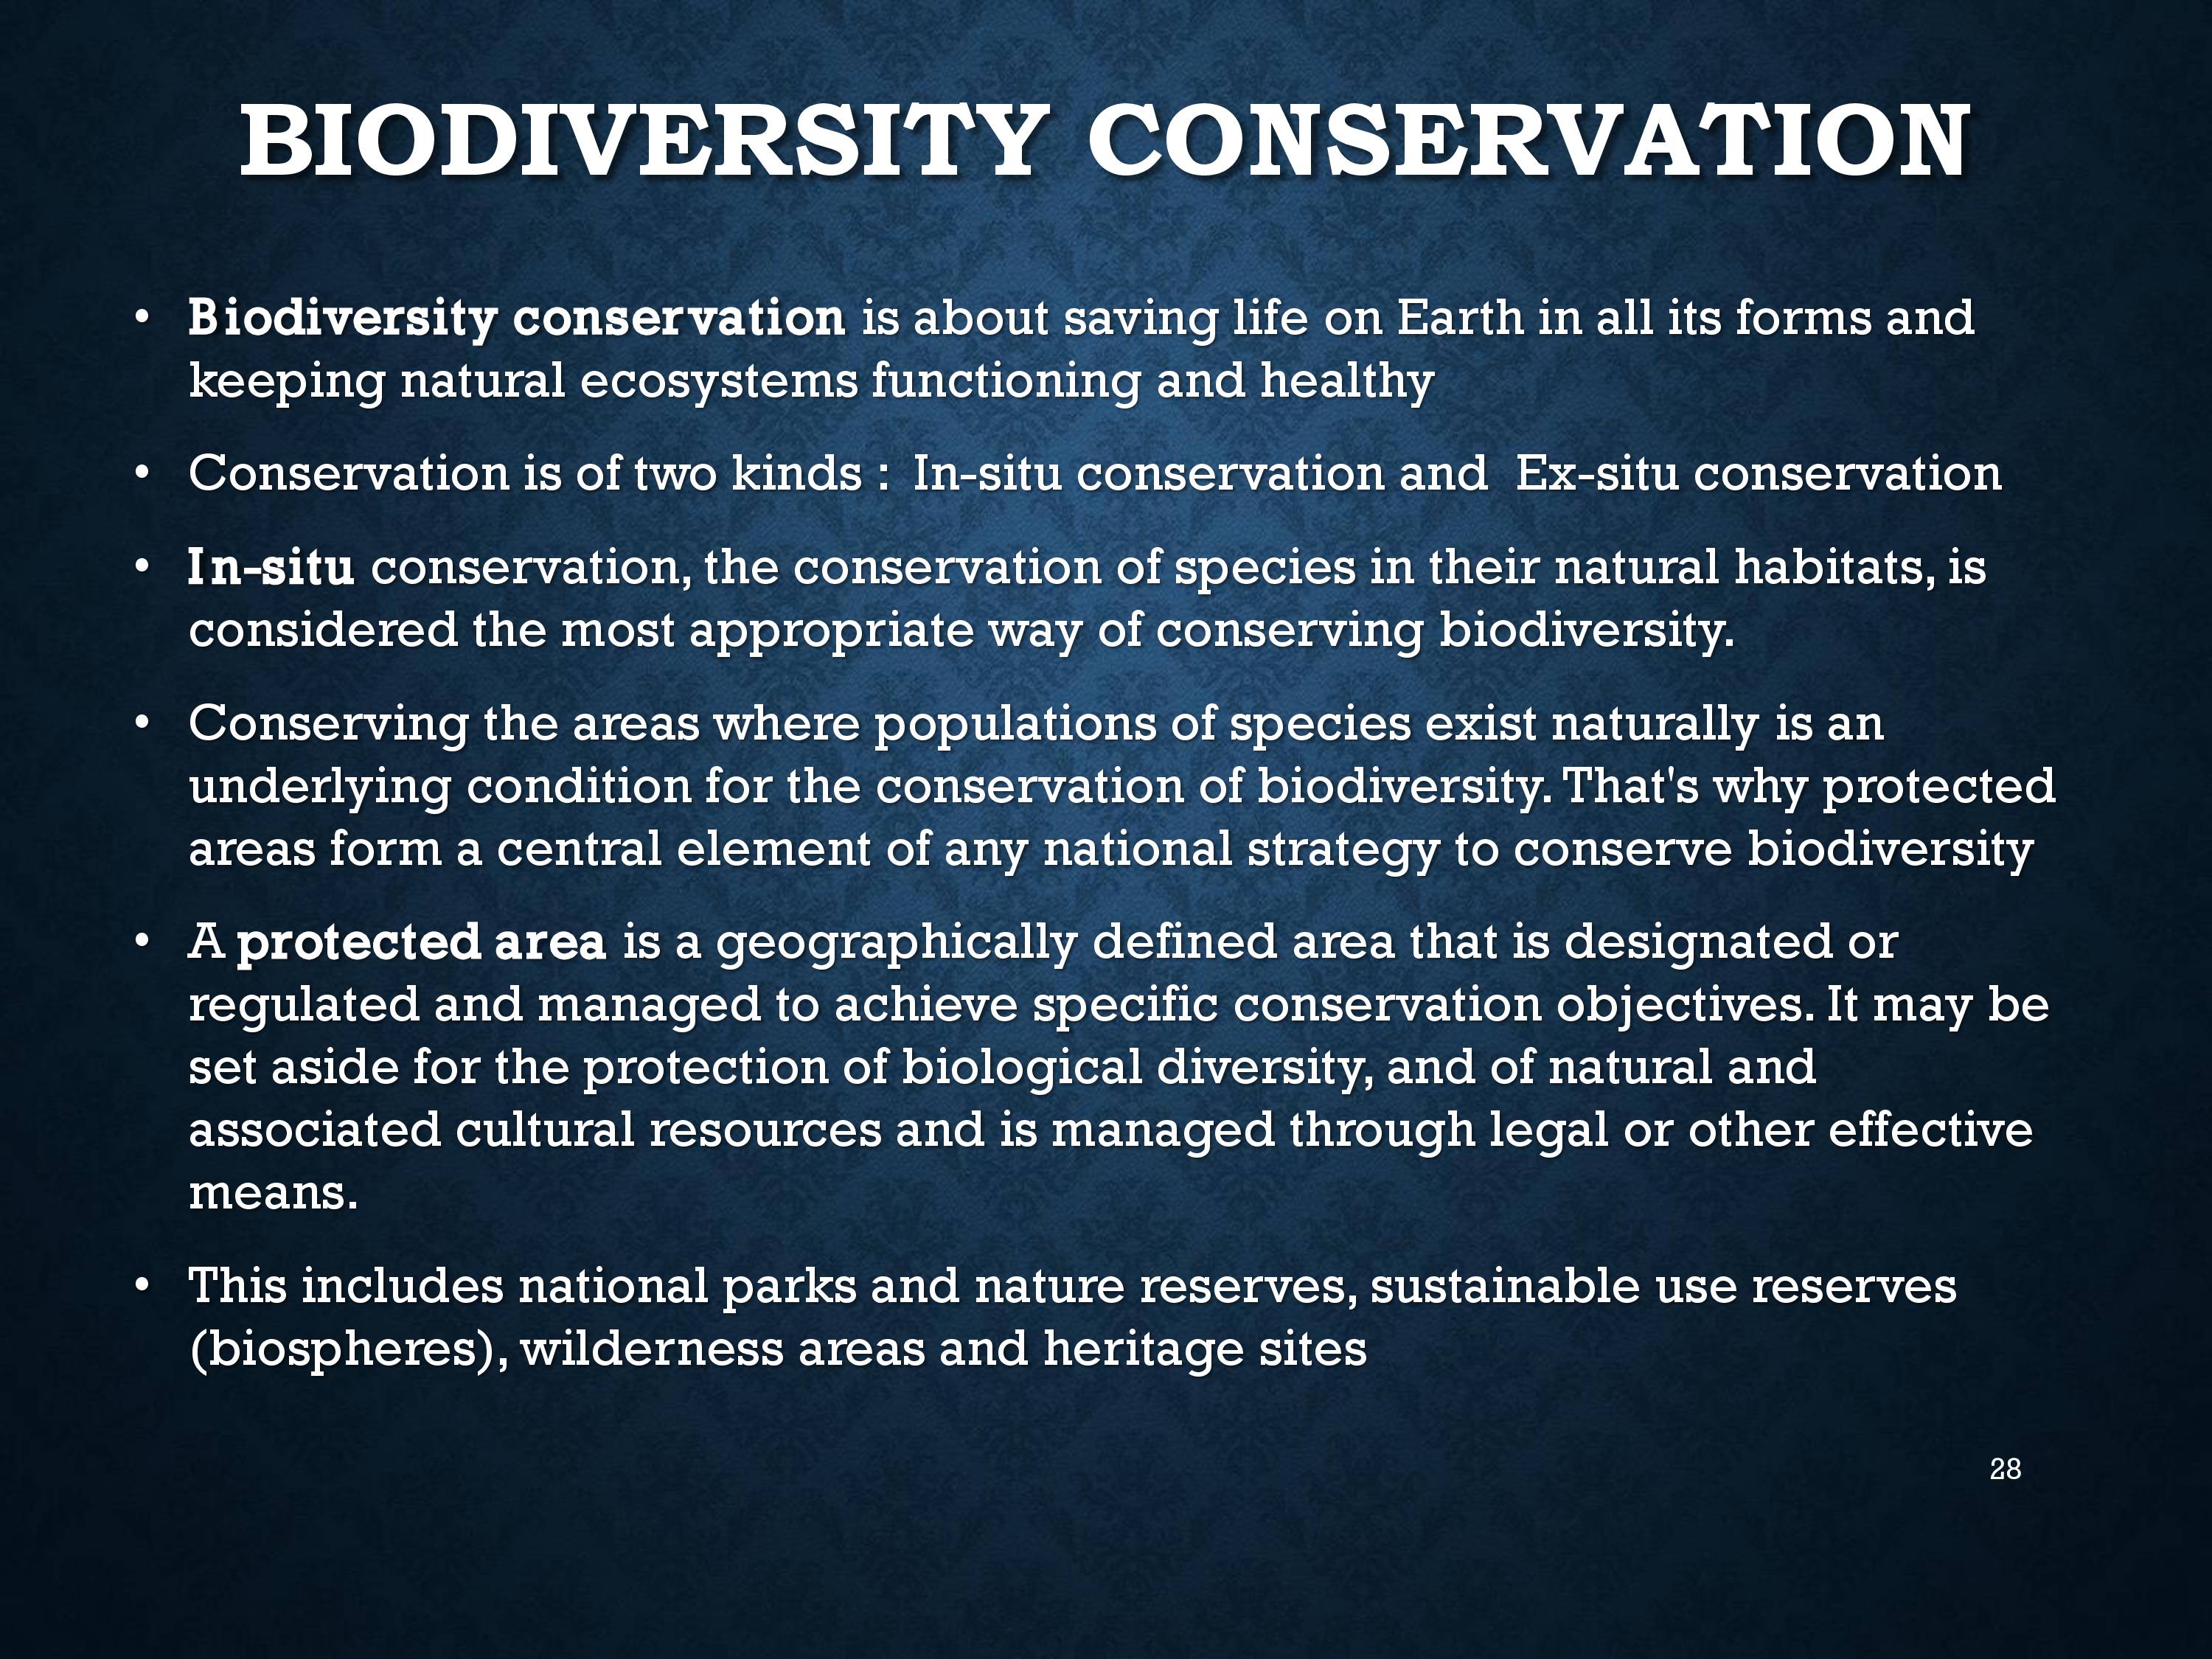 BIODIVERSITY CONSERVATION
• Biodiversity conservation is about saving life on Earth in all its forms and
keeping natural ecosystems functioning and healthy
• Conservation is of two kinds : In-situ conservation and Ex-situ conservation
• In-situ conservation, the conservation of species in their natural habitats, is
considered the most appropriate way of conserving biodiversity.
• Conserving the areas where populations of species exist naturally is an
underlying condition for the conservation of biodiversity. That's why protected
areas form a central element of any national strategy to conserve biodiversity
• A protected area is a geographically defined area that is designated or
regulated and managed to achieve specific conservation objectives. It may be
set aside for the protection of biological diversity, and of natural and
associated cultural resources and is managed through legal or other effective
means.
• This includes national parks and nature reserves, sustainable use reserves
(biospheres), wilderness areas and heritage sites
28